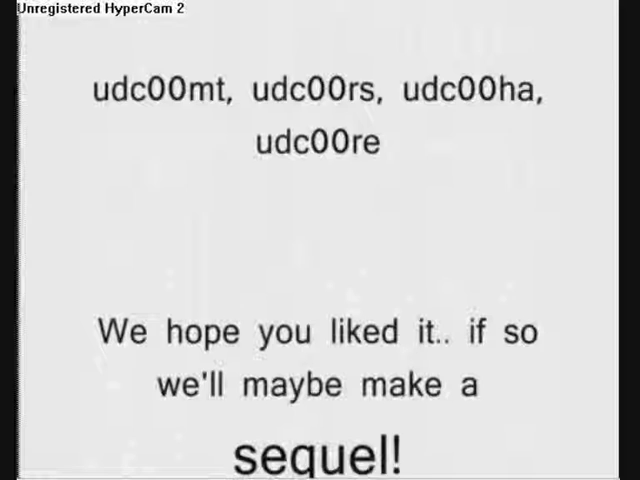 Unregistered HyperCam 2
udc00mt, udc00rs, udc00ha,
udc00re
We hope you liked it.. if so
we'll maybe make a
sequel!